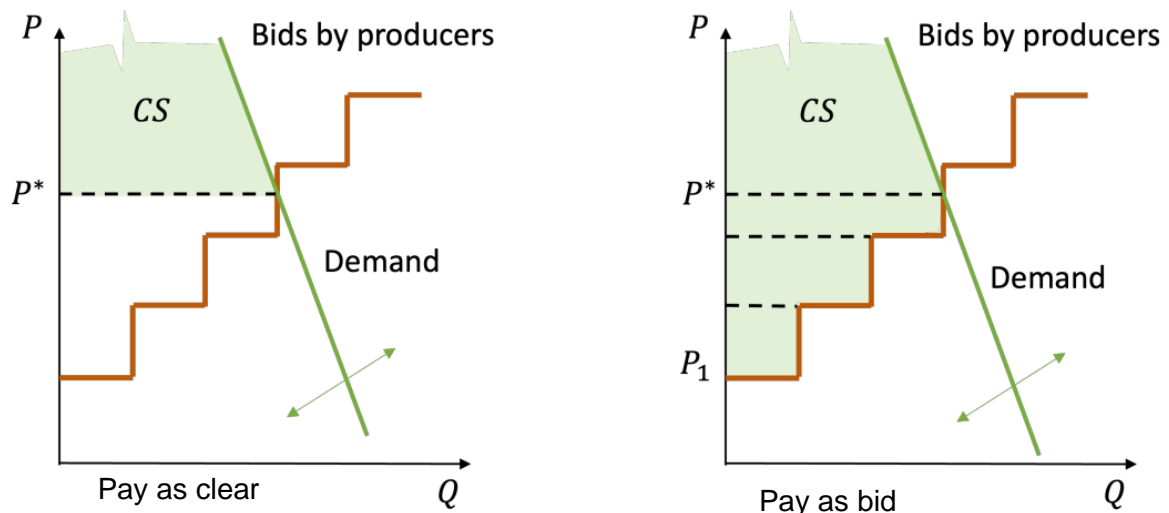 P
Bids by producers
CS
P*
Demand
Pay as clear
Q
P
Bids by producers
CS
P*
Demand
P₁
Pay as bid
Q